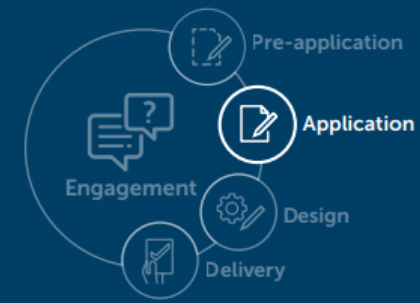 Pre-application
?
Application
Engagement
Design
Delivery